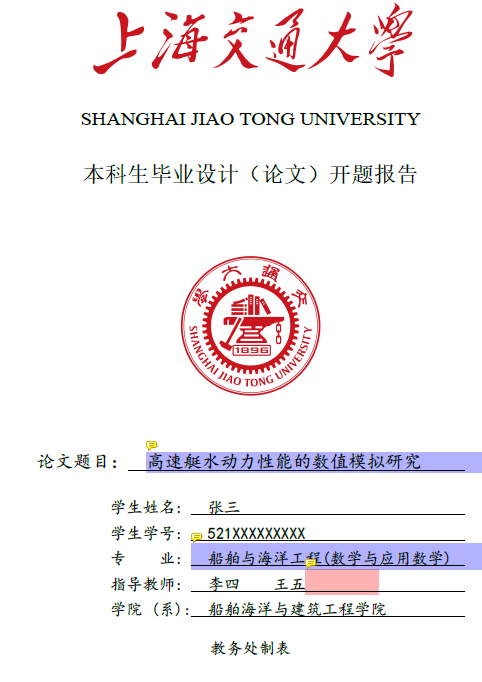 上海交通大學
SHANGHAI JIAO TONG UNIVERSITY
本科生毕业设计（论文）开题报告
學大通交
1896
SHANGHAI JIAO TONG UNIVERSITY
论文题目： 高速艇水动力性能的数值模拟研究
学生姓名： 张三
学生学号： 521XXXXXXXXX
专 业： 船舶与海洋工程(数学与应用数学)
指导教师： 李四 王五
学院（系）： 船舶海洋与建筑工程学院
教务处制表